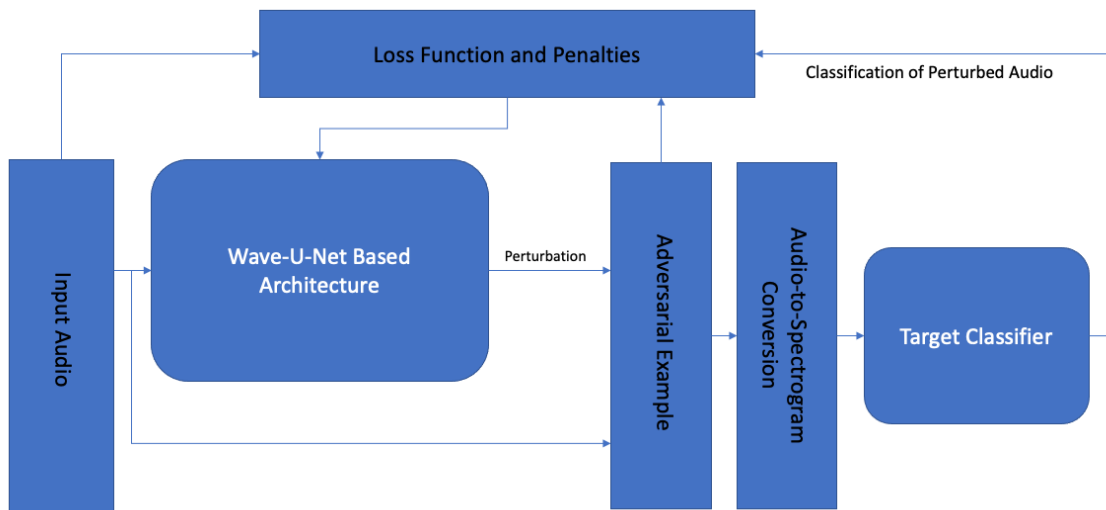 Loss Function and Penalties
Classification of Perturbed Audio
Input Audio
Wave-U-Net Based
Architecture
Perturbation
Adversarial Example
Audio-to-Spectrogram
Conversion
Target Classifier